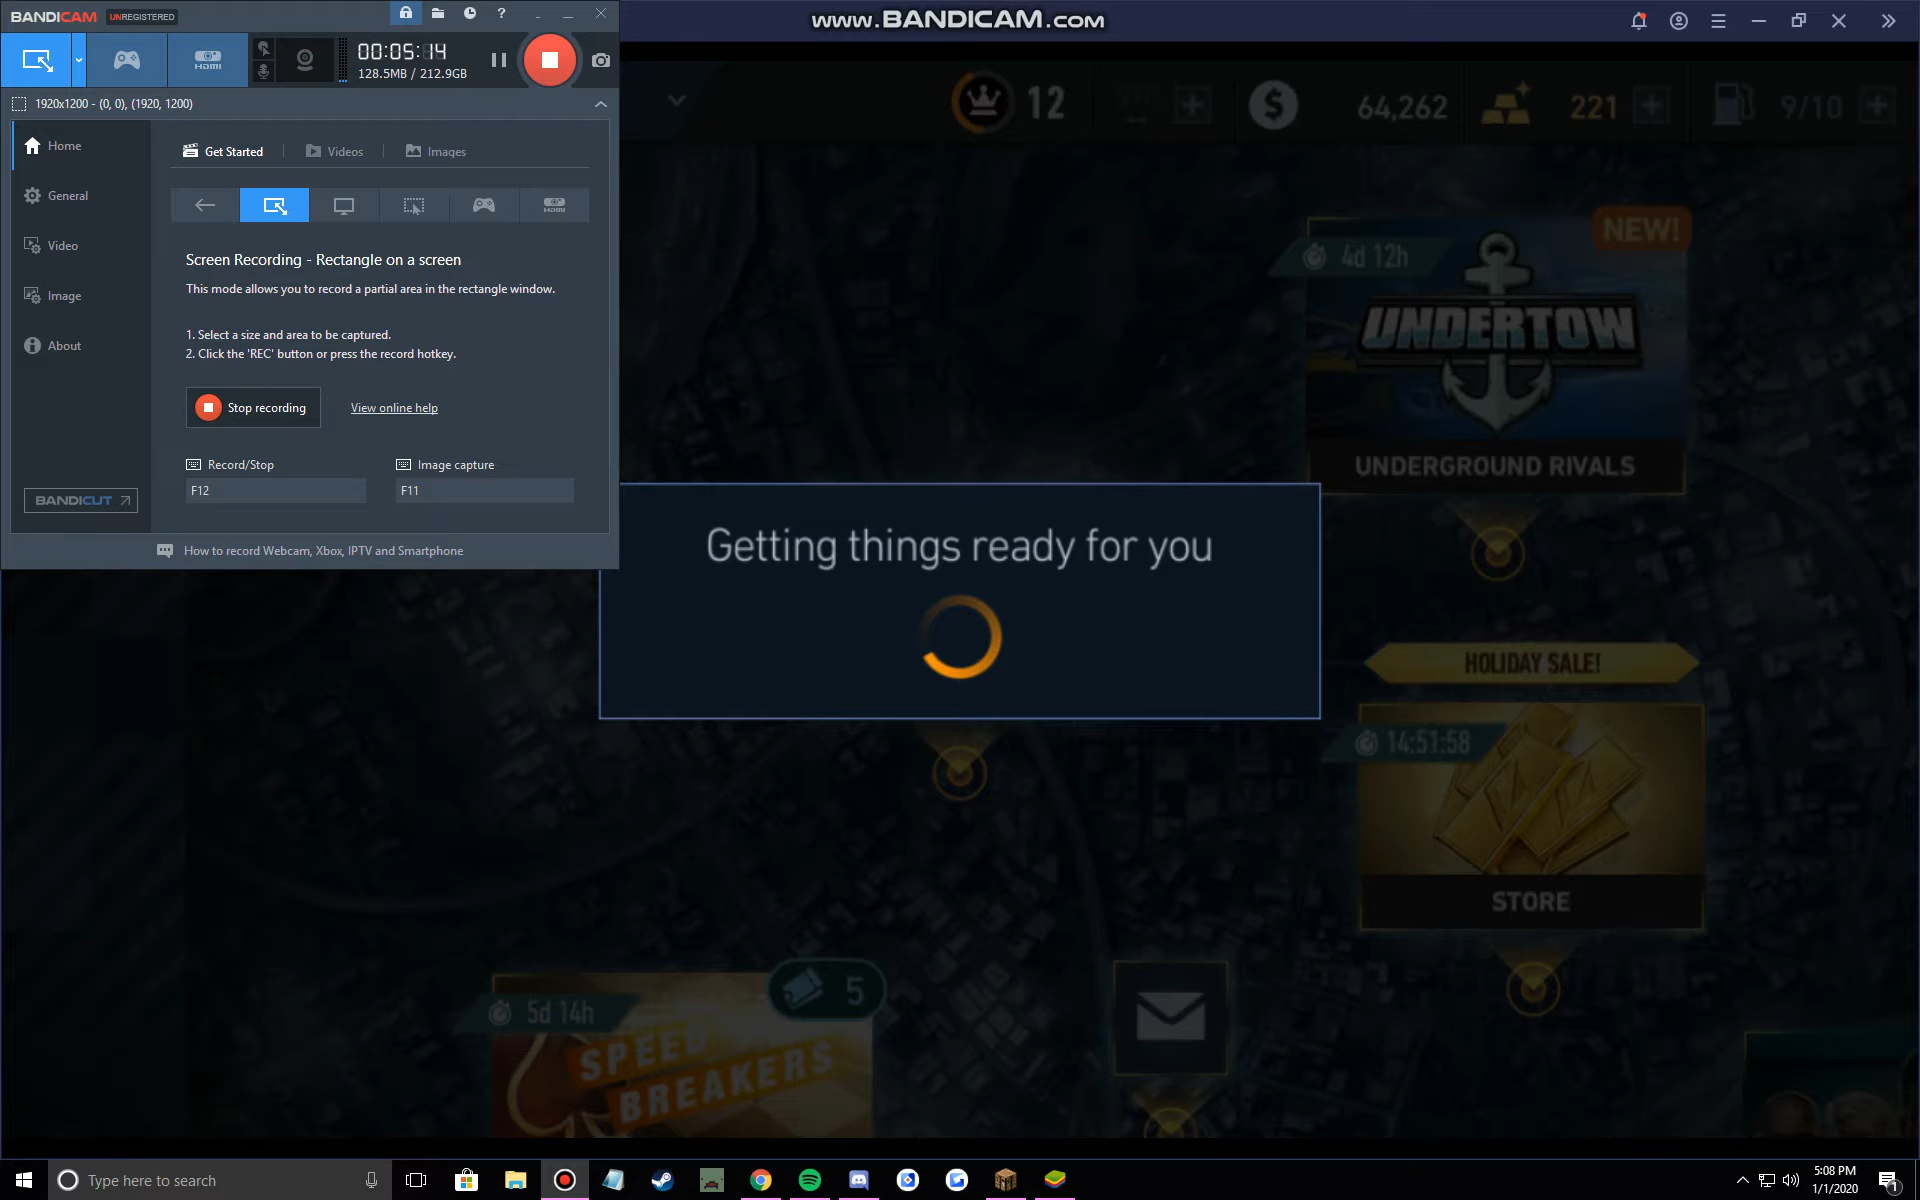 BANDICAM UNREGISTERED
www.BANDICAM.com
00:05:14
128.5MB / 212.9GB
HDMI
1920x1200 - (0, 0), (1920, 1200)
Home
General
Video
Image
About
BANDICUT
Get Started
Videos
Images
HDMI
Screen Recording - Rectangle on a screen
This mode allows you to record a partial area in the rectangle window.
1. Select a size and area to be captured.
2. Click the 'REC' button or press the record hotkey.
Stop recording
View online help
Record/Stop
Image capture
F12
F11
How to record Webcam, Xbox, IPTV and Smartphone
12
64,262
221
9/10
NEW!
4d 12h
UNDERTOW
UNDERGROUND RIVALS
Getting things ready for you
HOLIDAY SALE!
14:51:58
STORE
5d 14h
5
SPEED
BREAKERS
Type here to search
5:08 PM
1/1/2020
1